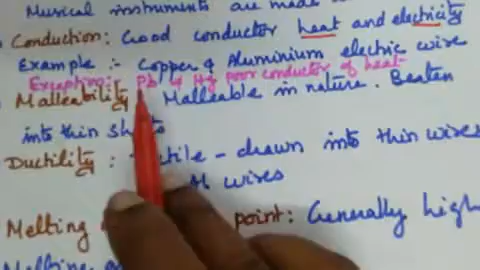 Musical instruments are made
Conduction: Good conductor heat and electricity
Example :- Copper & Aluminium electric wire
Exception: Pb & Hg poor conductor of heat
Malleability Malleable in nature. Beaten
into thin
Ductility : - drawn into thin wires
wires
Melting point: Generally high